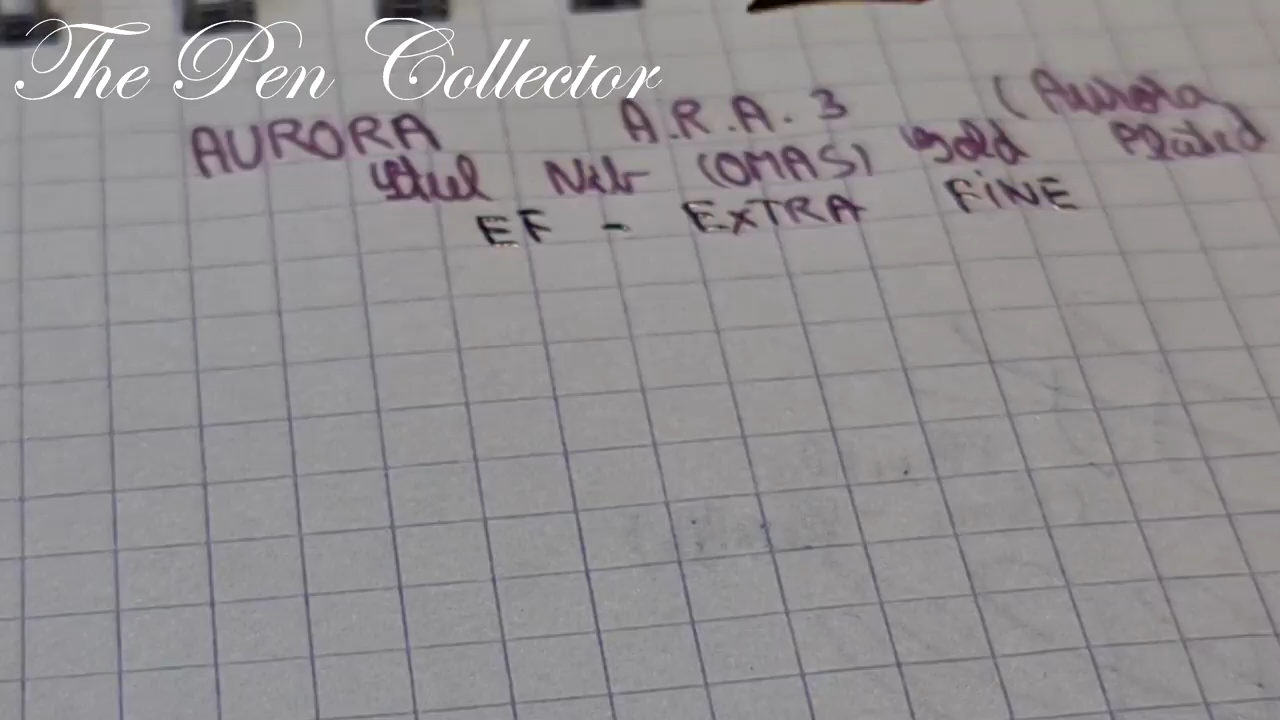 The Pen Collector
AURORA A.R.A. 3 (Aurora
Steel Nib (OMAS) Gold Plated
EF - EXTRA FiNE